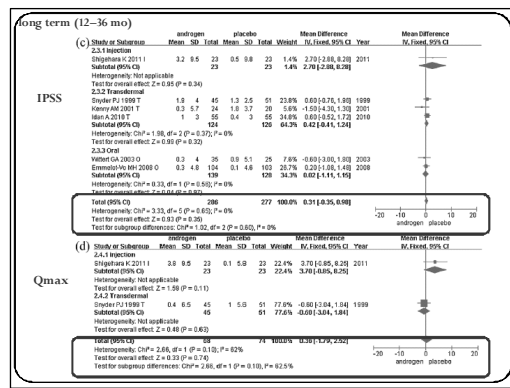 long term (12–36 mo)
(c)
androgen placebo Mean Difference Mean Difference
Study or Subgroup Mean SD Total Mean SD Total Weight IV, Fixed, 95% CI IV, Fixed, 95% CI
2.3.1 Injection
Shigehara K 2011 I 3.2 8.5 23 0.5 9.8 23 1.4% 2.70 [-2.88, 8.28] 2011
Subtotal (95% CI) 23 23 1.4% 2.70 [-2.88, 8.28]
Heterogeneity: Not applicable
Test for overall effect: Z = 0.95 (P = 0.34)
IPSS
2.3.2 Transdermal
Snyder PJ 1999 T 1.9 4 45 1.3 2.5 51 23.8% 0.60 [-0.76, 1.96] 1999
Kenny AM 2001 T 0.3 5.7 24 1.8 3.7 20 -1.50 [-4.30, 1.30] 2001
55 0.4 3 55 0.60 [-0.52, 1.72] 2010
Subtotal (95% CI) 124 126 64.3% 0.42 [-0.41, 1.24]
Heterogeneity: Chi² = 1.98, df = 2 (P = 0.37); I² = 0%
Test for overall effect: Z = 0.99 (P = 0.32)
2.3.3 Oral
Wittert GA 2003 O 0.3 4 35 0.9 5.1 25 7.6% -0.60 [-3.00, 1.80] 2003
Emmelot-Vo MH 2008 O 0.3 4.8 104 0.1 4.6 103 0.20 [-1.08, 1.48] 2008
Subtotal (95% CI) 139 128 34.3% 0.02 [-1.11, 1.15]
Heterogeneity: Chi² = 0.33, df = 1 (P = 0.56); I² = 0%
Test for overall effect: Z = 0.04 (P = 0.97)
Total (95% CI) 286 277 100.0% 0.31 [-0.35, 0.98]
Heterogeneity: Chi² = 3.33, df = 5 (P = 0.65); I² = 0%
Test for overall effect: Z = 0.93 (P = 0.35)
Test for subgroup differences: Chi² = 1.02, df = 2 (P = 0.60), I² = 0%
-20 -10 0 10 20
androgen placebo
(d)
androgen placebo Mean Difference Mean Difference
Study or Subgroup Mean SD Total Mean SD Total Weight IV, Fixed, 95% CI IV, Fixed, 95% CI
2.4.1 Injection
Shigehara K 2011 I 3.8 9.5 23 0.1 5.8 23 22.4% 3.70 [-0.85, 8.25] 2011
Subtotal (95% CI) 23 23 22.4% 3.70 [-0.85, 8.25]
Heterogeneity: Not applicable
Test for overall effect: Z = 1.59 (P = 0.11)
Qmax
2.4.2 Transdermal
Snyder PJ 1999 T 0.4 6.5 45 1 5.6 51 77.6% -0.60 [-3.04, 1.84] 1999
Subtotal (95% CI) 45 51 77.6% -0.60 [-3.04, 1.84]
Heterogeneity: Not applicable
Test for overall effect: Z = 0.48 (P = 0.63)
Total (95% CI) 68 74 100.0% 0.36 [-1.79, 2.52]
Heterogeneity: Chi² = 2.66, df = 1 (P = 0.10); I² = 62%
Test for overall effect: Z = 0.33 (P = 0.74)
Test for subgroup differences: Chi² = 2.66, df = 1 (P = 0.10), I² = 62.5%
-20 -10 0 10 20
androgen placebo